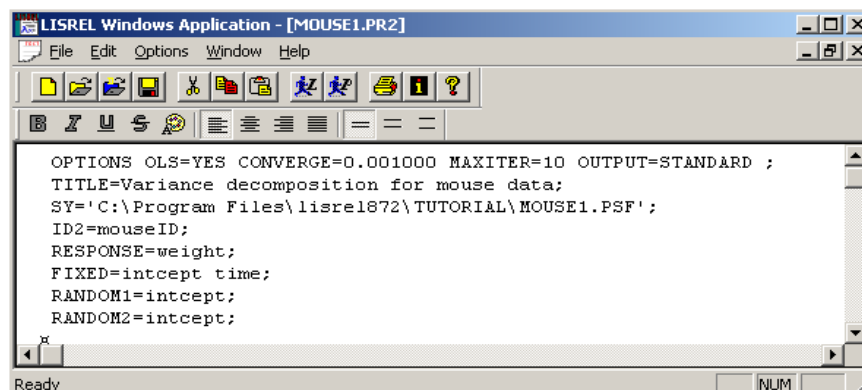 LISREL Windows Application - [MOUSE1.PR2]
File Edit Options Window Help
B I U S
OPTIONS OLS=YES CONVERGE=0.001000 MAXITER=10 OUTPUT=STANDARD ;
TITLE=Variance decomposition for mouse data;
SY='C:\Program Files\lisrel872\TUTORIAL\MOUSE1.PSF';
ID2=mouseID;
RESPONSE=weight;
FIXED=intcept time;
RANDOM1=intcept;
RANDOM2=intcept;
¤
Ready NUM